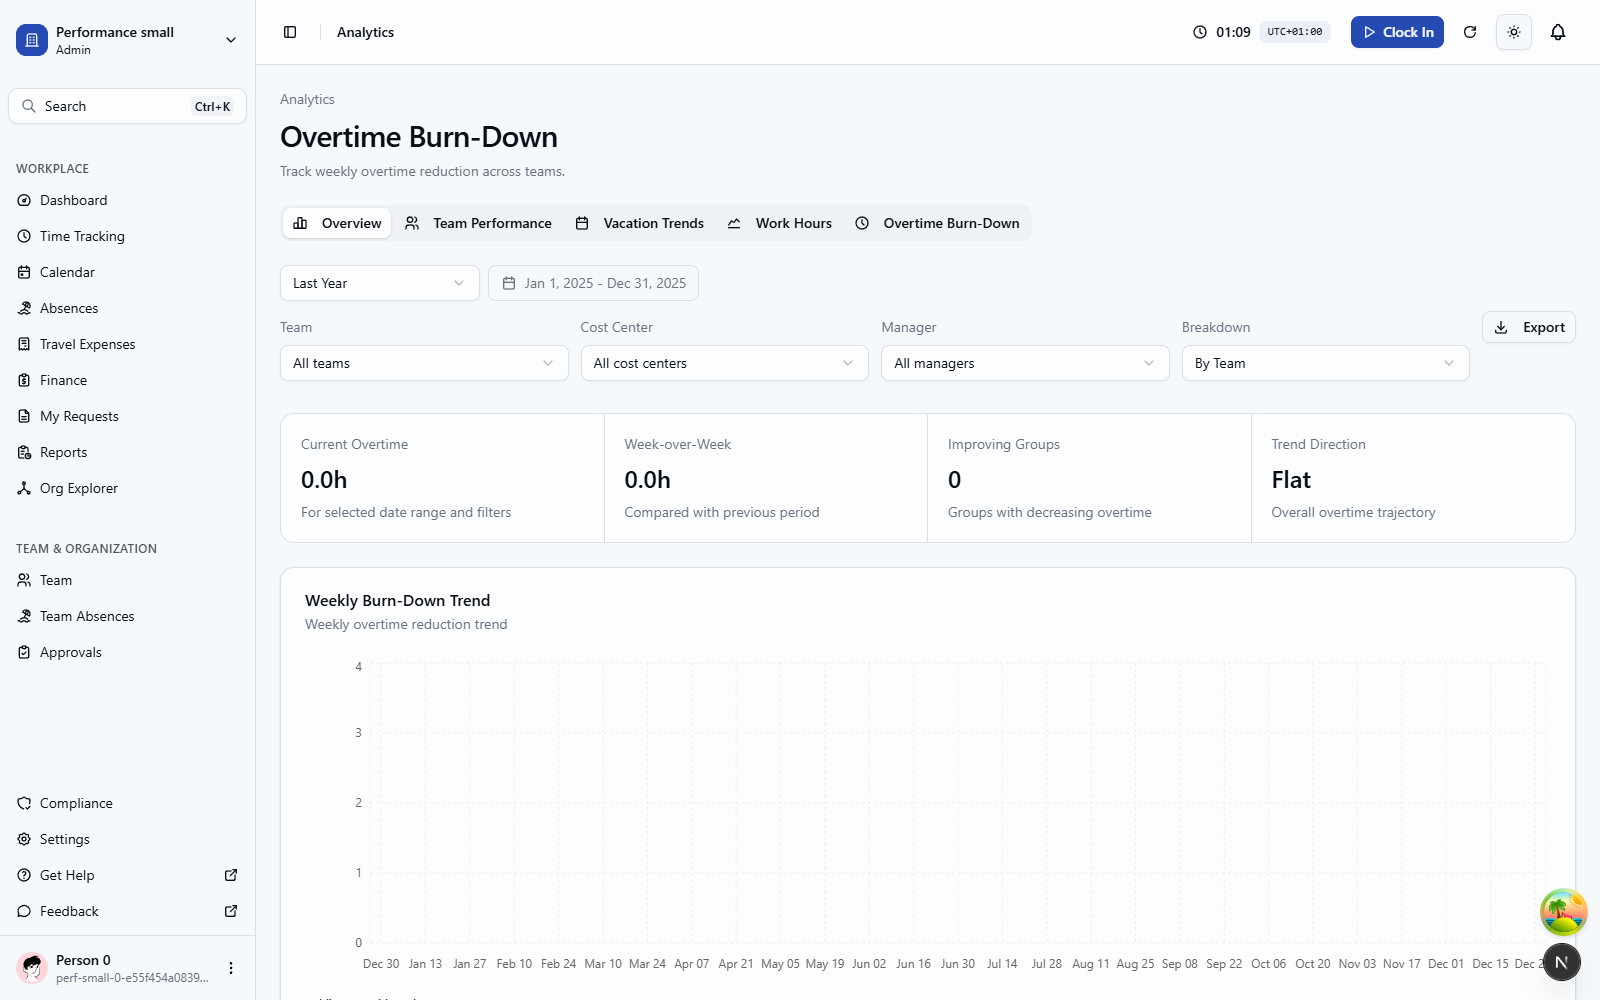 Performance small
Admin
Search Ctrl+K
WORKPLACE
Dashboard
Time Tracking
Calendar
Absences
Travel Expenses
Finance
My Requests
Reports
Org Explorer
TEAM & ORGANIZATION
Team
Team Absences
Approvals
Compliance
Settings
Get Help
Feedback
Person 0
perf-small-0-e55f454a0839...
Analytics
01:09 UTC+01:00 Clock In
Analytics
Overtime Burn-Down
Track weekly overtime reduction across teams.
Overview Team Performance Vacation Trends Work Hours Overtime Burn-Down
Last Year Jan 1, 2025 - Dec 31, 2025
Team Cost Center Manager Breakdown Export
All teams All cost centers All managers By Team
Current Overtime
0.0h
For selected date range and filters
Week-over-Week
0.0h
Compared with previous period
Improving Groups
0
Groups with decreasing overtime
Trend Direction
Flat
Overall overtime trajectory
Weekly Burn-Down Trend
Weekly overtime reduction trend
4
3
2
1
0
Dec 30 Jan 13 Jan 27 Feb 10 Feb 24 Mar 10 Mar 24 Apr 07 Apr 21 May 05 May 19 Jun 02 Jun 16 Jun 30 Jul 14 Jul 28 Aug 11 Aug 25 Sep 08 Sep 22 Oct 06 Oct 20 Nov 03 Nov 17 Dec 01 Dec 15 Dec
N